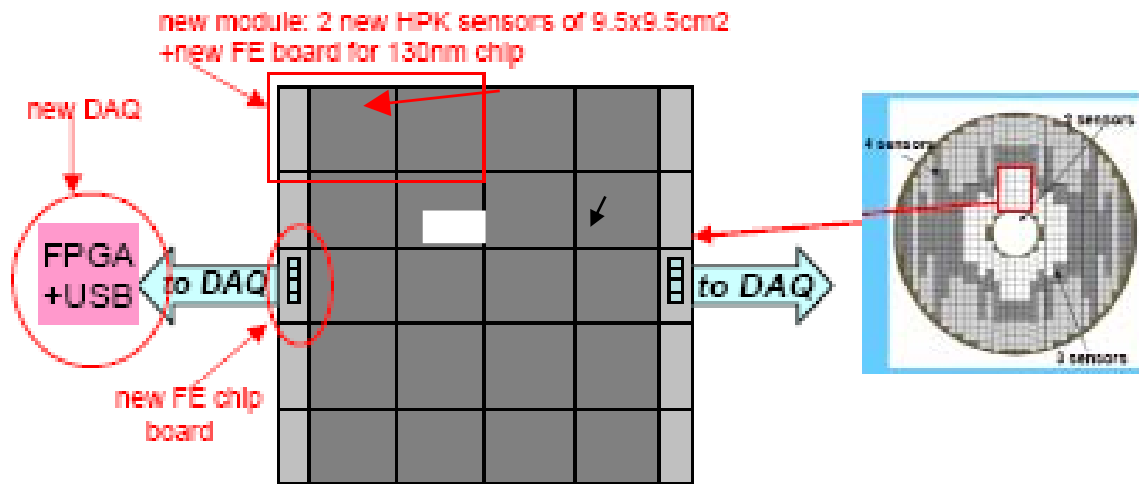 new module: 2 new HPK sensors of 9.5x9.5cm2
+new FE board for 130nm chip
new DAQ
FPGA
+USB
to DAQ
to DAQ
new FE chip
board
2 sensors
4 sensors
3 sensors